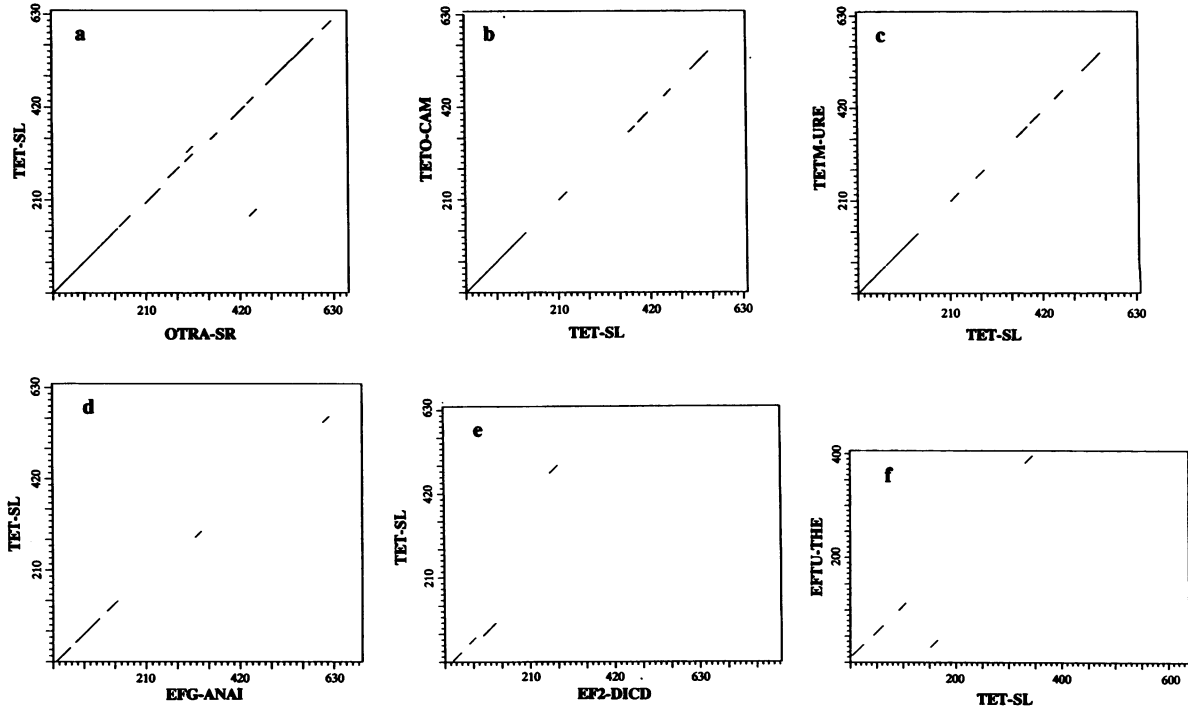 a
630
420
210
TET-SL
210
420
630
OTRA-SR
b
630
420
210
TETO-CAM
210
420
630
TET-SL
c
630
420
210
TETM-URE
210
420
630
TET-SL
d
630
420
210
TET-SL
210
420
630
EFG-ANAI
e
630
420
210
TET-SL
210
420
630
EF2-DICD
f
400
200
EFTU-THE
200
400
600
TET-SL